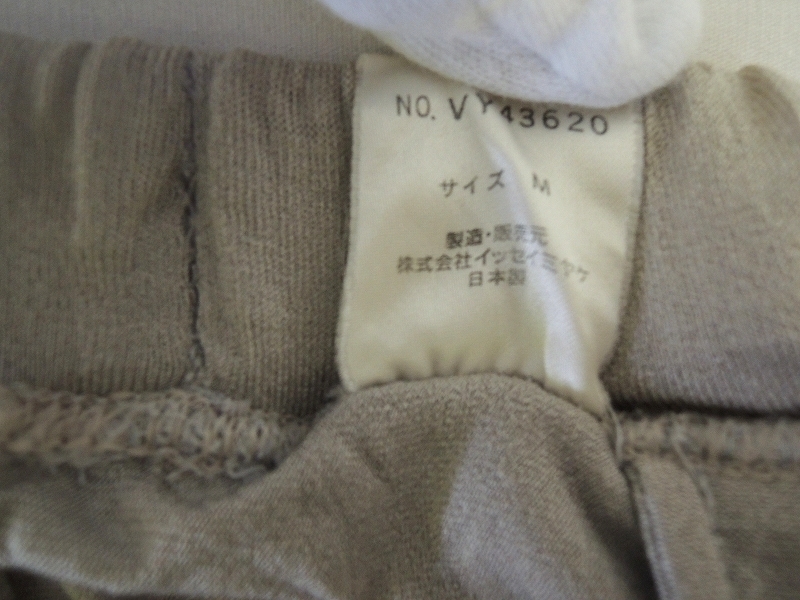 NO. VY43620
サイズ M
製造・販売元
株式会社イッセイミヤケ
日本製